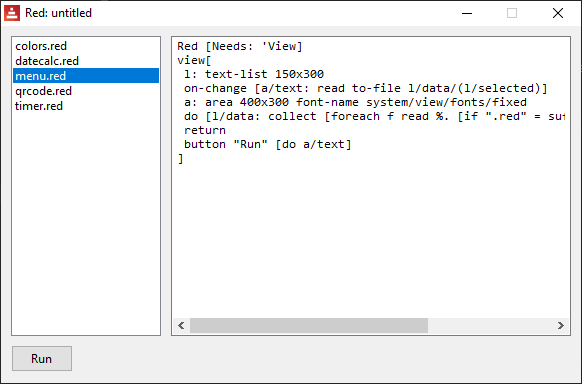 Red: untitled
colors.red
datecalc.red
menu.red
qrcode.red
timer.red
Red [Needs: 'View]
view[
 l: text-list 150x300
 on-change [a/text: read to-file l/data/(l/selected)]
 a: area 400x300 font-name system/view/fonts/fixed
 do [l/data: collect [foreach f read %. [if ".red" = suf
 return
 button "Run" [do a/text]
]
Run